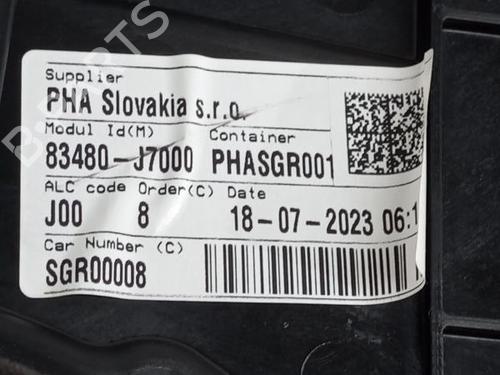 Supplier
PHA Slovakia s.r.o.
Modul Id(M) Container
83480-J7000 PHASGR001
ALC code Order(C) Date
J00 8 18-07-2023 06:1
Car Number (C)
SGR00008
B-PARTS